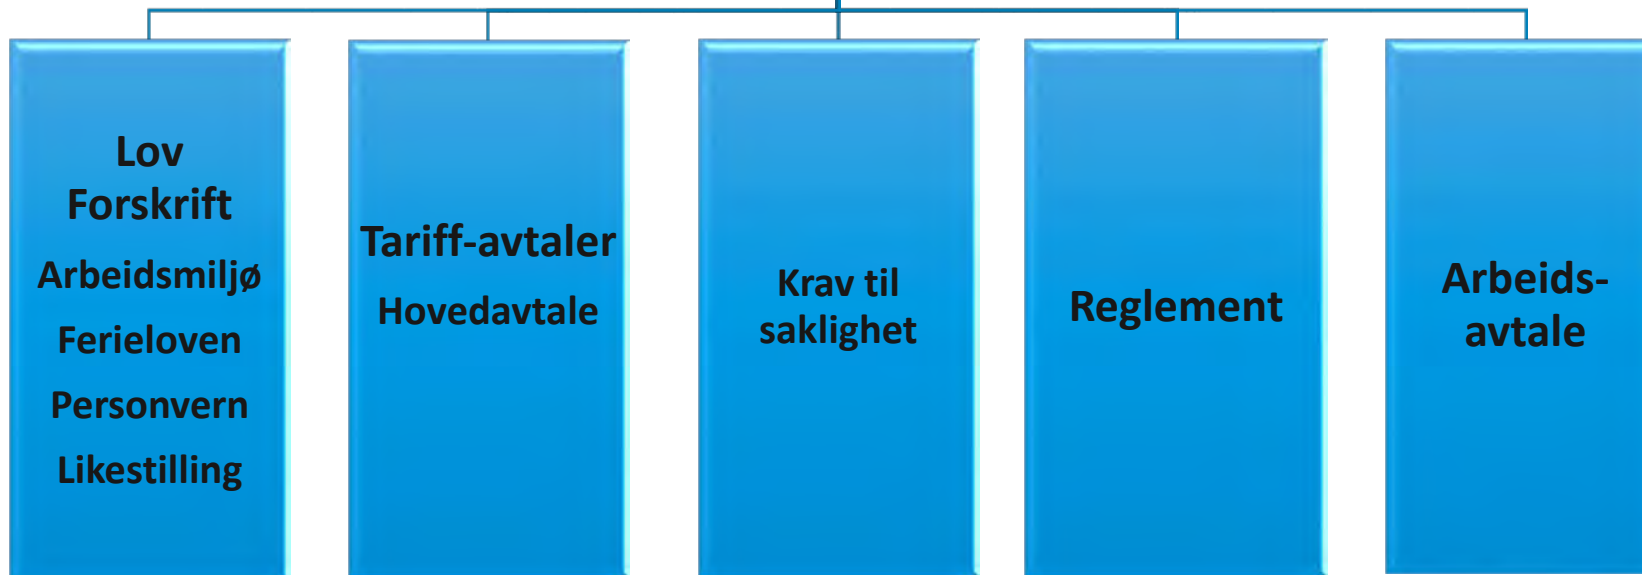 Lov
Forskrift
Arbeidsmiljø
Ferieloven
Personvern
Likestilling
Tariff-avtaler
Hovedavtale
Krav til
saklighet
Reglement
Arbeids-
avtale